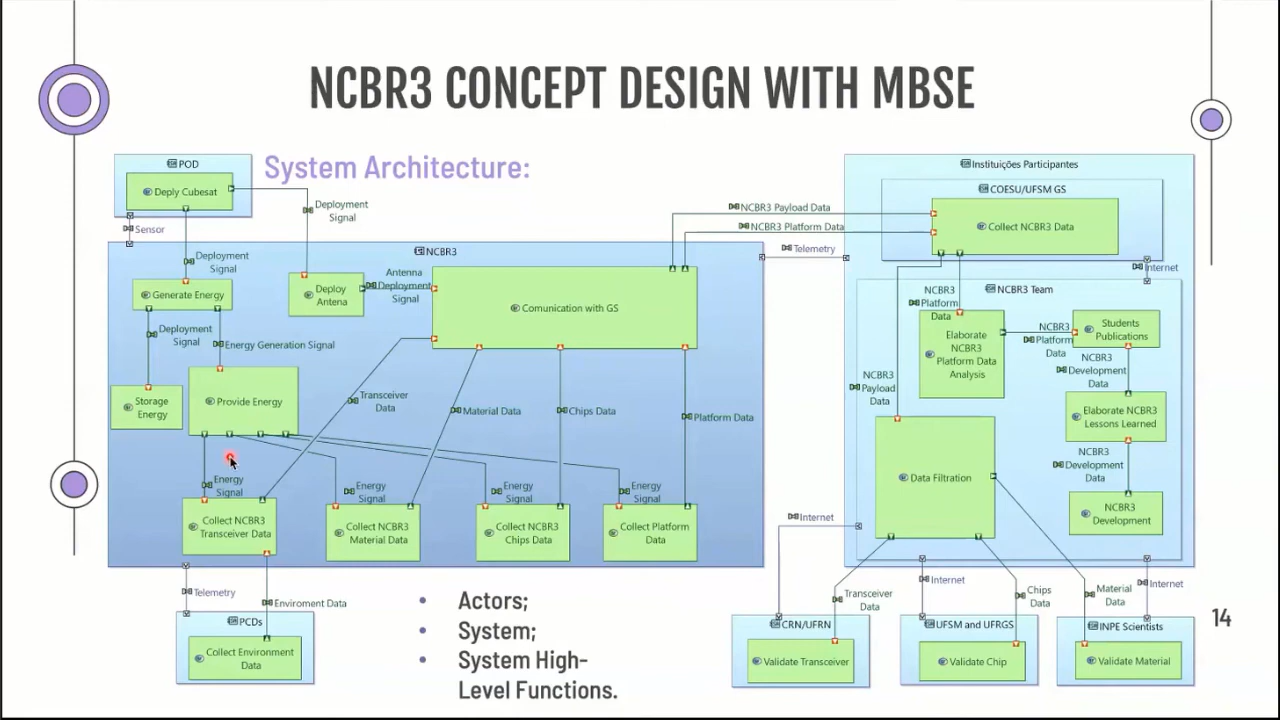 NCBR3 CONCEPT DESIGN WITH MBSE
System Architecture:
POD
Deply Cubesat
Sensor
Deployment
Signal
NCBR3
Deployment
Signal
Generate Energy
Deploy
Antena
Antenna
Deployment
Signal
Comunication with GS
Deployment
Signal
Energy Generation Signal
Storage
Energy
Provide Energy
Transceiver
Data
Material Data
Chips Data
Platform Data
Energy
Signal
Energy
Signal
Energy
Signal
Energy
Signal
Collect NCBR3
Transceiver Data
Collect NCBR3
Material Data
Collect NCBR3
Chips Data
Collect Platform
Data
Telemetry
Enviroment Data
PCDs
Collect Environment
Data
Actors;
System;
System High-
Level Functions.
NCBR3 Payload Data
NCBR3 Platform Data
Telemetry
Instituições Participantes
COESU/UFSM GS
Collect NCBR3 Data
Internet
NCBR3 Team
NCBR3
Platform
Data
Elaborate
NCBR3
Platform Data
Analysis
NCBR3
Platform
Data
Students
Publications
NCBR3
Development
Data
NCBR3
Payload
Data
Elaborate NCBR3
Lessons Learned
NCBR3
Development
Data
Data Filtration
NCBR3
Development
Internet
Transceiver
Data
Internet
Chips
Data
Material
Data
Internet
CRN/UFRN
Validate Transceiver
UFSM and UFRGS
Validate Chip
INPE Scientists
Validate Material
14